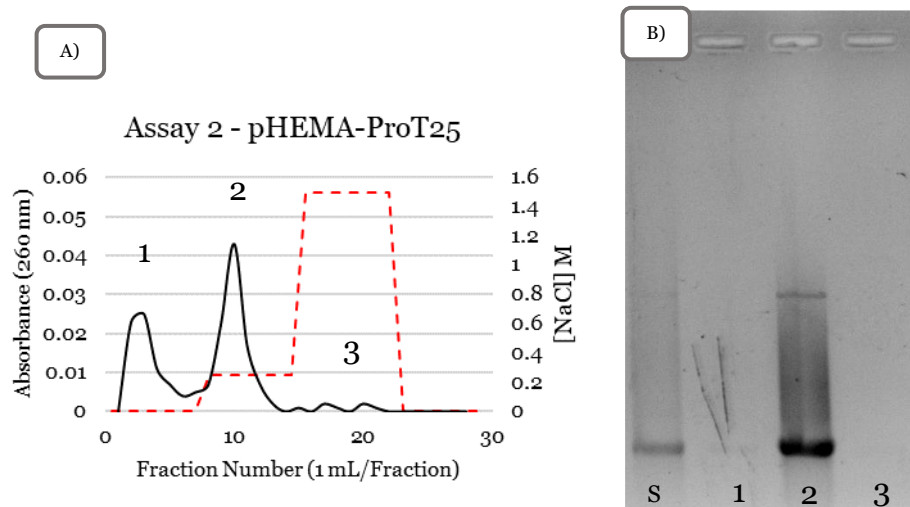 A)
B)
Assay 2 - pHEMA-ProT25
Absorbance (260 nm)
0.06
0.05
0.04
0.03
0.02
0.01
0
1
2
3
1.6
1.4
1.2
1
0.8
0.6
0.4
0.2
0
[NaCl] M
0 10 20 30
Fraction Number (1 mL/Fraction)
S 1 2 3